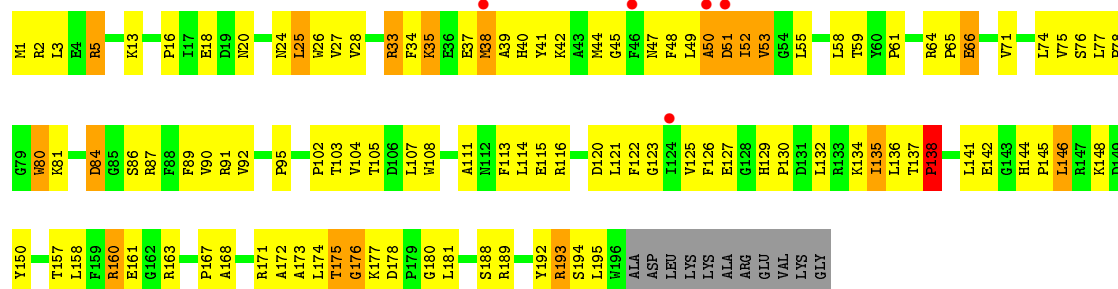 M1 R2 L3 E4 R5 K13 P16 I17 E18 D19 N20 N24 L25 W26 V27 V28 R33 F34 K35 E36 E37 M38 A39 H40 Y41 K42 A43 M44 G45 F46 N47 F48 L49 A50 D51 I52 V53 G54 L55 L58 T59 Y60 P61 R64 P65 E66 V71 L74 V75 S76 L77 P78
G79 W80 K81 D84 G85 S86 R87 F88 F89 V90 R91 V92 P95 P102 T103 V104 T105 D106 L107 W108 A111 N112 F113 L114 E115 R116 D120 L121 F122 G123 I124 V125 F126 E127 G128 H129 P130 D131 L132 R133 K134 I135 L136 T137 P138 L141 E142 G143 H144 P145 L146 R147 K148 D149
Y150 T157 L158 F159 R160 E161 G162 R163 P167 A168 R171 A172 A173 L174 T175 G176 K177 D178 P179 G180 L181 S188 R189 Y192 R193 S194 L195 W196 ALA ASP LEU LYS LYS ALA ARG GLU VAL LYS GLY